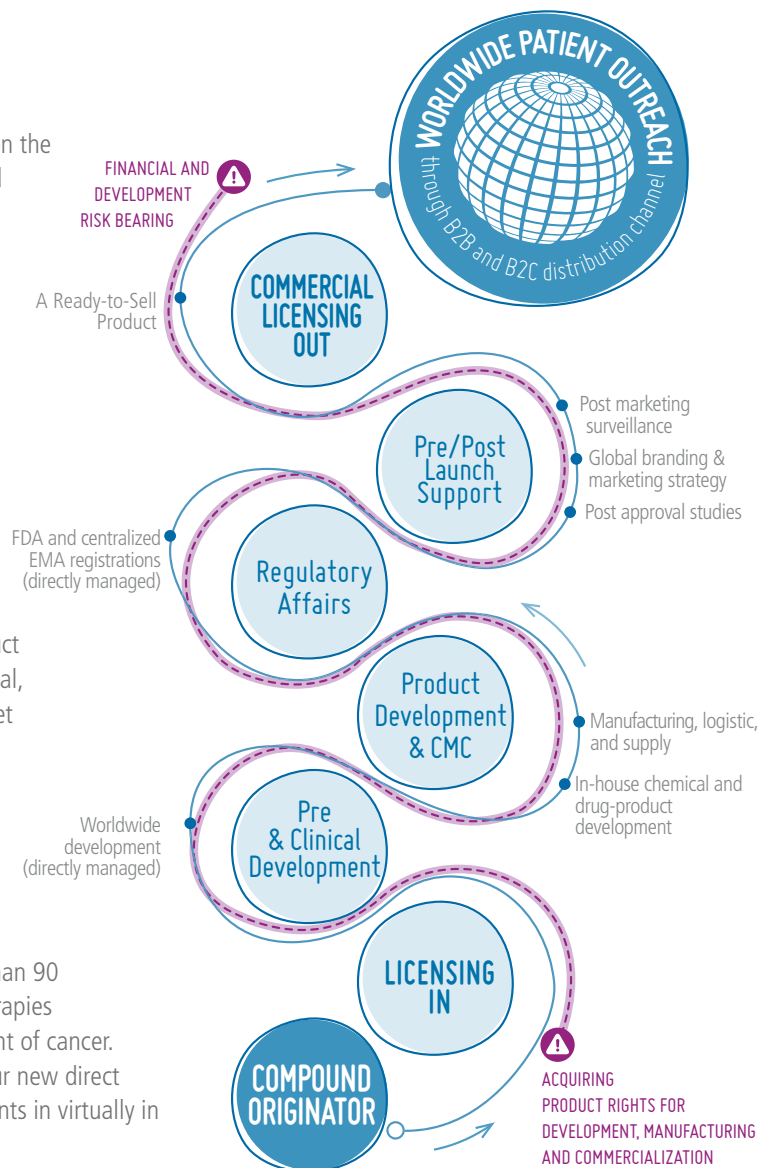 WORLDWIDE PATIENT OUTREACH
through B2B and B2C distribution channel
n the
FINANCIAL AND
DEVELOPMENT
RISK BEARING
A Ready-to-Sell
Product
COMMERCIAL
LICENSING
OUT
Pre/Post
Launch
Support
Post marketing
surveillance
Global branding &
marketing strategy
Post approval studies
FDA and centralized
EMA registrations
(directly managed)
Regulatory
Affairs
uct
al,
et
Product
Development
& CMC
Manufacturing, logistic,
and supply
In-house chemical and
drug-product
development
Worldwide
development
(directly managed)
Pre
& Clinical
Development
han 90
rapies
nt of cancer.
ur new direct
nts in virtually in
LICENSING
IN
COMPOUND
ORIGINATOR
ACQUIRING
PRODUCT RIGHTS FOR
DEVELOPMENT, MANUFACTURING
AND COMMERCIALIZATION